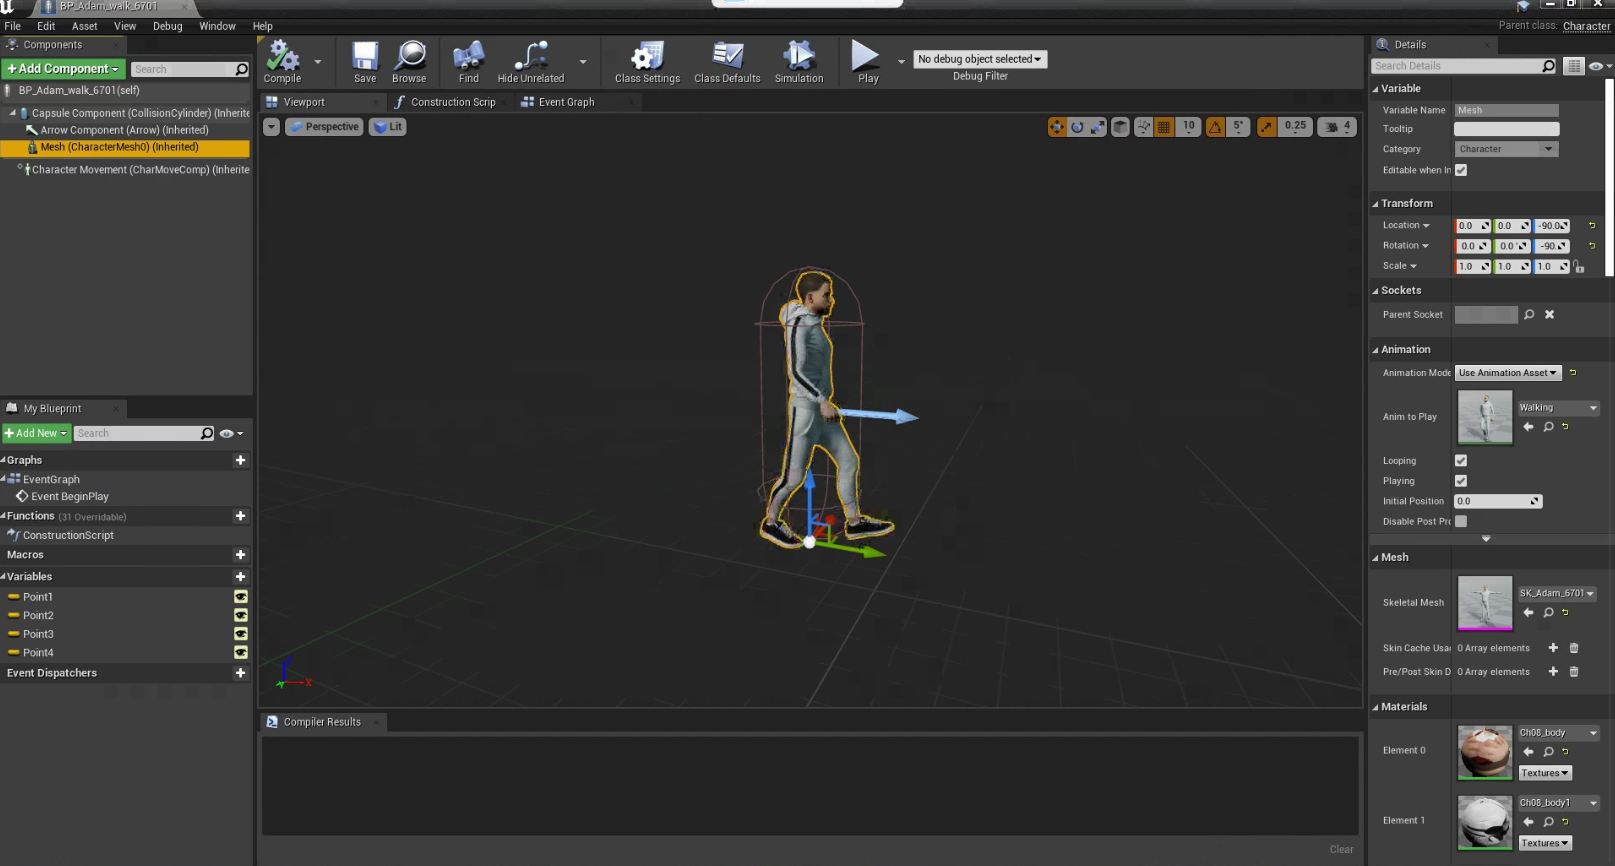 BP_Adam_walk_6701
File Edit Asset View Debug Window Help
Parent class: Character
Components
+ Add Component
Search
BP_Adam_walk_6701(self)
Capsule Component (CollisionCylinder) (Inherite
Arrow Component (Arrow) (Inherited)
Mesh (CharacterMesh0) (Inherited)
Character Movement (CharMoveComp) (Inherite
My Blueprint
+ Add New
Search
Graphs
EventGraph
Event BeginPlay
Functions (31 Overridable)
ConstructionScript
Macros
Variables
Point1
Point2
Point3
Point4
Event Dispatchers
Compile
Save
Browse
Find
Hide Unrelated
Class Settings
Class Defaults
Simulation
Play
No debug object selected
Debug Filter
Viewport
Construction Scrip
Event Graph
Perspective
Lit
10
5°
0.25
4
Z
X
Compiler Results
Clear
Details
Search Details
Variable
Variable Name Mesh
Tooltip
Category Character
Editable when In
Transform
Location 0.0 0.0 -90.0
Rotation 0.0 0.0 ° -90.
Scale 1.0 1.0 1.0
Sockets
Parent Socket
Animation
Animation Mode Use Animation Asset
Anim to Play Walking
Looping
Playing
Initial Position 0.0
Disable Post Pro
Mesh
Skeletal Mesh SK_Adam_6701
Skin Cache Usag 0 Array elements
Pre/Post Skin D 0 Array elements
Materials
Element 0 Ch08_body
Textures
Element 1 Ch08_body1
Textures